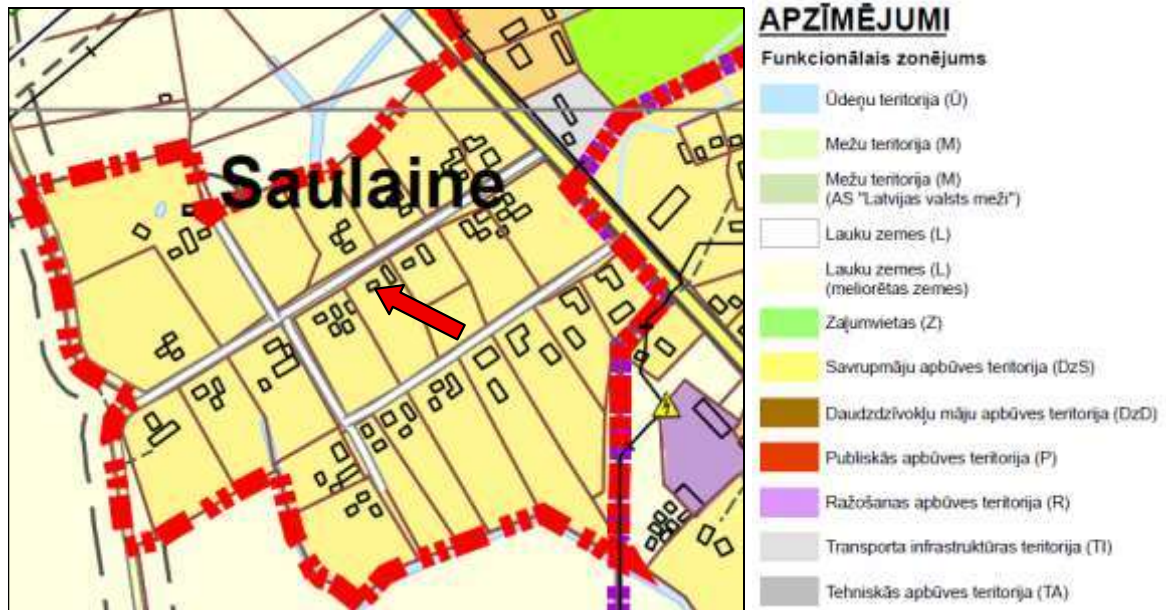 Saulaine
APZĪMĒJUMI
Funkcionālais zonējums
Ūdeņu teritorija (Ū)
Mežu teritorija (M)
Mežu teritorija (M)
(AS "Latvijas valsts meži")
Lauku zemes (L)
Lauku zemes (L)
(meliorētas zemes)
Zaļumvietas (Z)
Savrupmāju apbūves teritorija (DzS)
Daudzdzīvokļu māju apbūves teritorija (DzD)
Publiskās apbūves teritorija (P)
Ražošanas apbūves teritorija (R)
Transporta infrastruktūras teritorija (TI)
Tehniskās apbūves teritorija (TA)